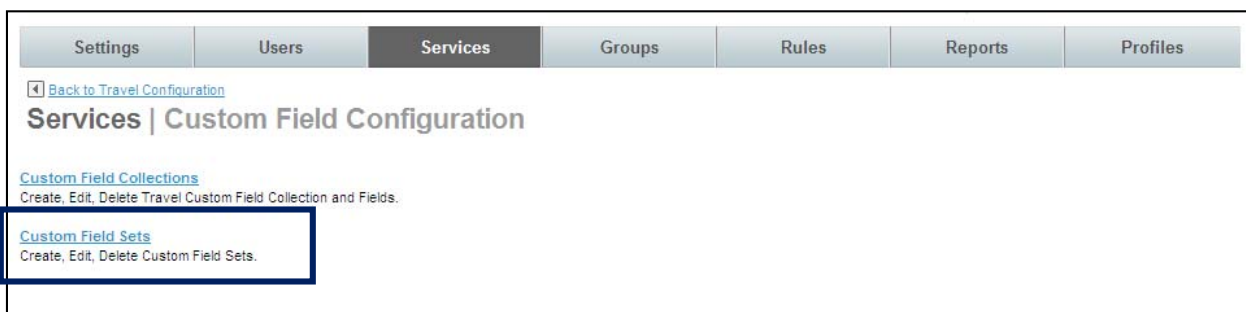 Settings Users Services Groups Rules Reports Profiles
Back to Travel Configuration
Services | Custom Field Configuration
Custom Field Collections
Create, Edit, Delete Travel Custom Field Collection and Fields.
Custom Field Sets
Create, Edit, Delete Custom Field Sets.